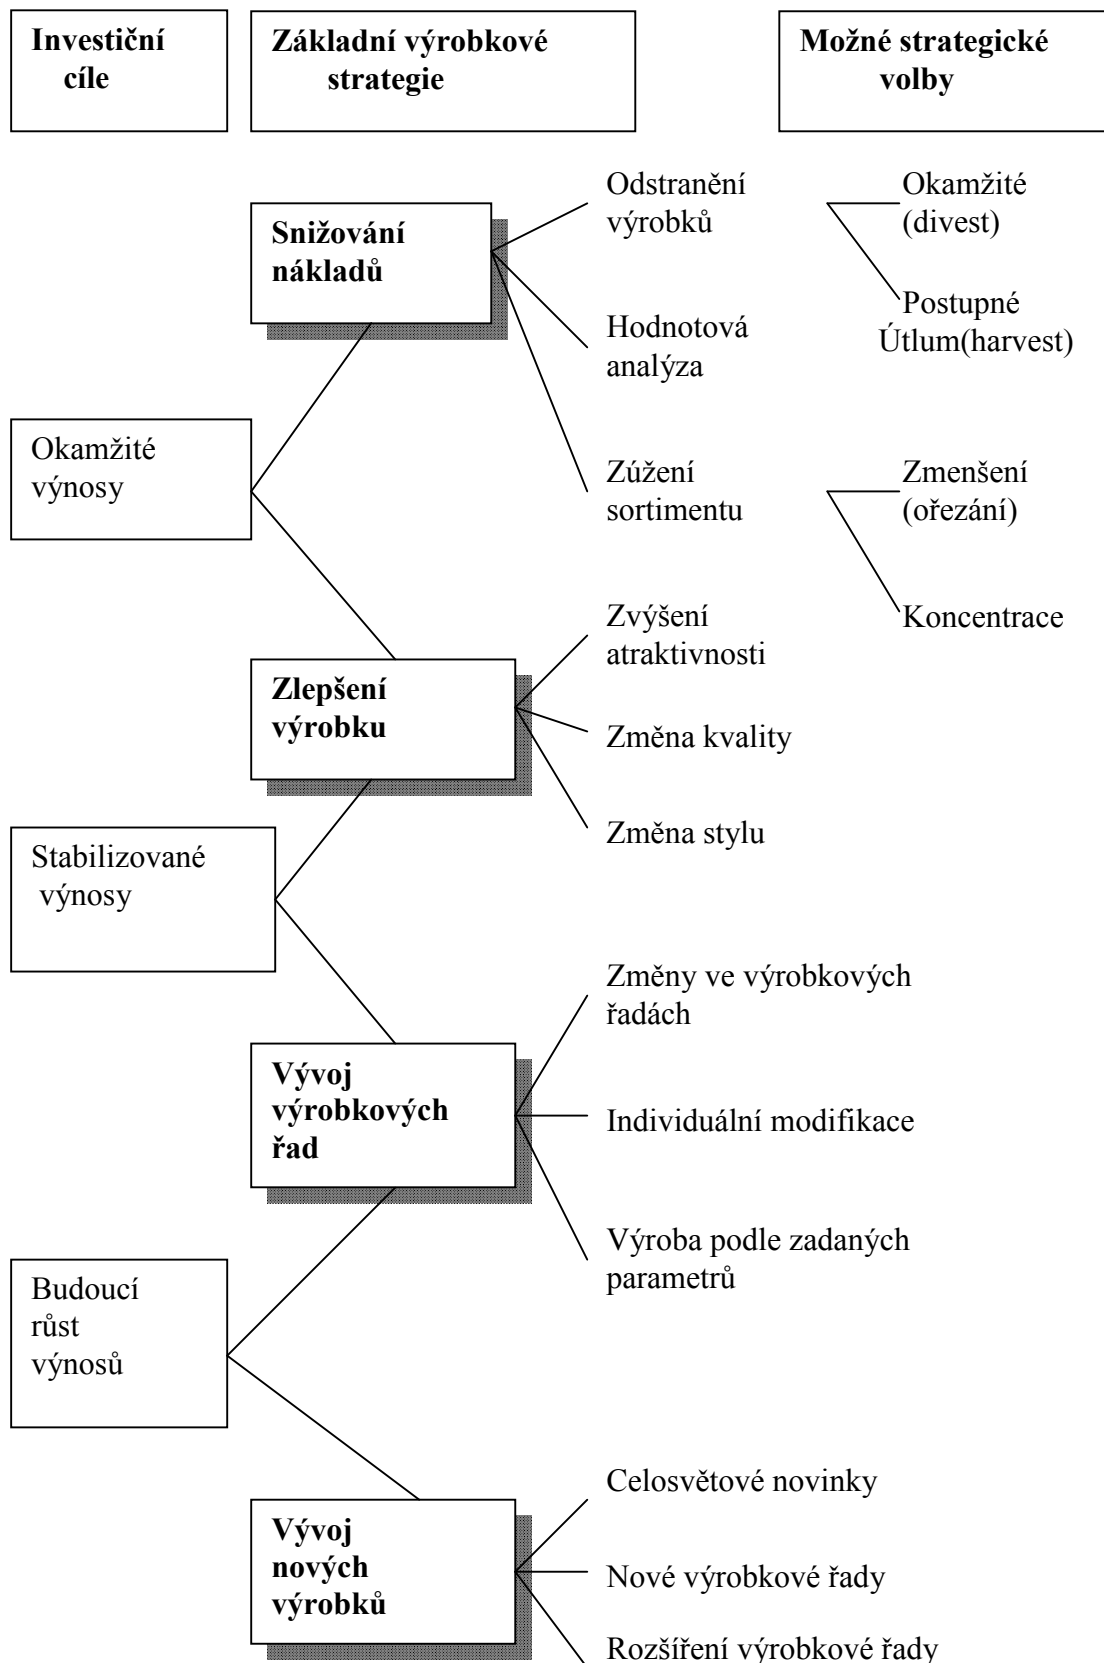 Investiční
cíle
Základní výrobkové
strategie
Možné strategické
volby
Odstranění
výrobků
Okamžité
(divest)
Snižování
nákladů
Postupné
Útlum(harvest)
Hodnotová
analýza
Okamžité
výnosy
Zúžení
sortimentu
Zmenšení
(ořezání)
Zvýšení
atraktivnosti
Koncentrace
Zlepšení
výrobku
Změna kvality
Změna stylu
Stabilizované
výnosy
Změny ve výrobkových
řadách
Vývoj
výrobkových
řad
Individuální modifikace
Výroba podle zadaných
parametrů
Budoucí
růst
výnosů
Celosvětové novinky
Vývoj
nových
výrobků
Nové výrobkové řady
Rozšíření výrobkové řady